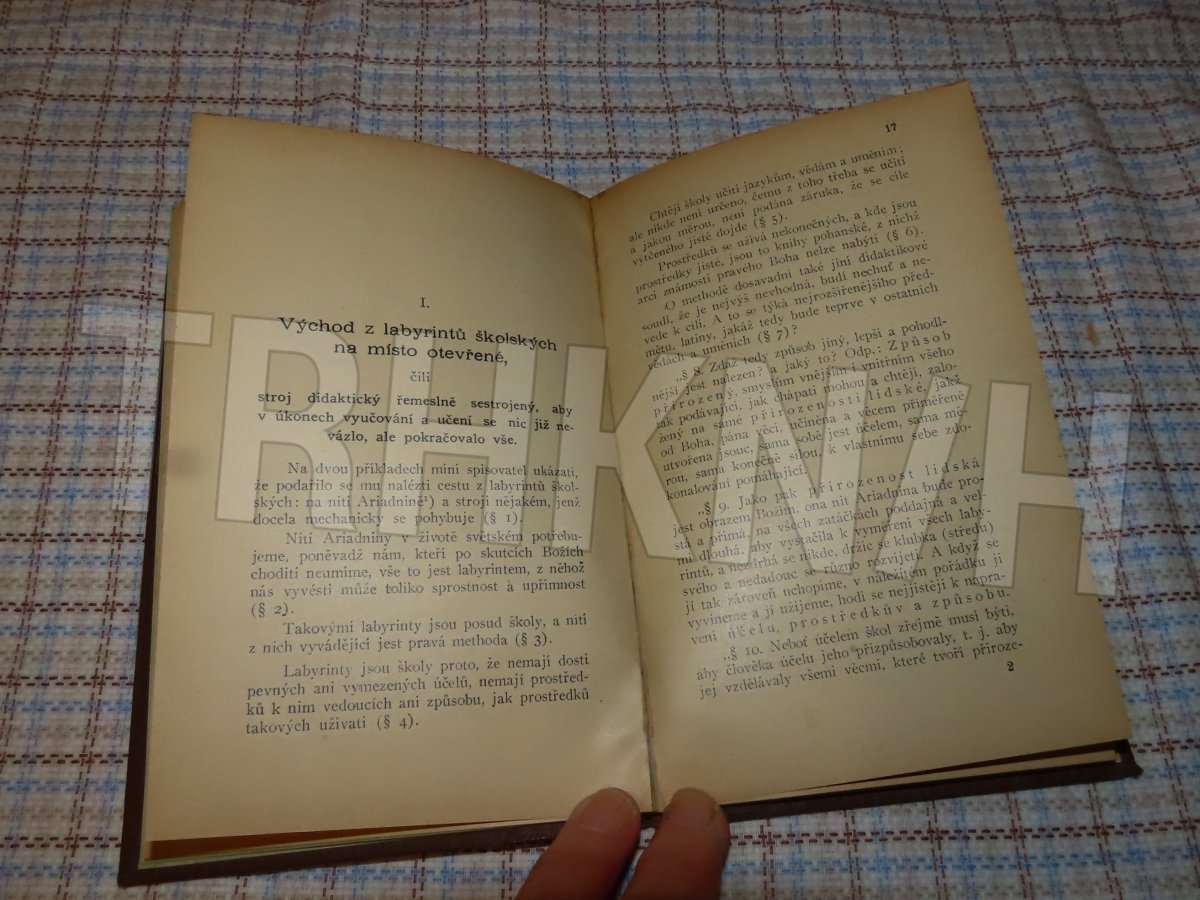 I.
Východ z labyrintů školských
na místo otevřené,
čili
stroj didaktický řemeslně sestrojený, aby
v úkonech vyučování a učení se nic již ne-
vázlo, ale pokračovalo vše.
Na dvou příkladech míní spisovatel ukázati,
že podařilo se mu nalézti cestu z labyrintů škol-
ských: na niti Ariadnině¹) a stroji nějakém, jenž
docela mechanicky se pohybuje (§ 1).
Niti Ariadniny v životě světském potřebu-
jeme, poněvadž nám, kteří po skutcích Božích
choditi neumíme, vše to jest labyrintem, z něhož
nás vyvésti může toliko sprostnost a upřímnost
(§ 2).
Takovými labyrinty jsou posud školy, a niti
z nich vyvádějící jest pravá methoda (§ 3).
Labyrinty jsou školy proto, že nemají dosti
pevných ani vymezených účelů, nemají prostřed-
ků k nim vedoucích ani způsobu, jak prostředků
takových užívati (§ 4).
17
Chtějí školy učiti jazykům, vědám a uměním;
ale nikde není určeno, čemu z toho třeba se učiti
a jakou měrou, není podána záruka, že se cíle
vytčeného jistě dojde (§ 5).
Prostředků se užívá nekonečných, a kde jsou
prostředky jisté, jsou to knihy pohanské, z nichž
arci známosti pravého Boha nelze nabýti (§ 6).
O methodě dosavadní také jiní didaktikové
soudí, že je nejvýš nevhodná, budí nechuť a ne-
vede k cíli. A to se týká nejrozšířenějšího před-
mětu, latiny, jakáž tedy bude teprve v ostatních
vědách a uměních (§ 7)?
„§ 8. Zdaž tedy způsob jiný, lepší a pohodl-
nější jest nalezen? a jaký to? Odp.: Způsob
přirozený, smyslům vnějším i vnitřním všeho
tak podávající, jak chápati mohou a chtějí, zalo-
žený na samé přirozenosti lidské, jakž
od Boha, pána věcí, učiněna a věcem přiměřeně
utvořena jsouc, sama sobě jest účelem, sama mě-
rou, sama konečně silou, k vlastnímu sebe zdo-
konalování pomáhající.
„§ 9. Jako pak přirozenost lidská
jest obrazem Božím, ona nit Ariadnina bude pro-
stá a přímá, na všech zatáčkách poddajná a vel-
mi dlouhá, aby vystačila k vyměření všech laby-
rintů, a nezdrhá se nikde, držíc se klubka (středu)
svého a nedadouc se různo rozvíjeti. A když se
jí tak zároveň uchopíme, v náležitém pořádku ji
vyvineme a jí užijeme, hodí se nejjistěji k napra-
vení účelu, prostředkův a způsobu.
„§ 10. Neboť účelem škol zřejmě musí býti,
aby člověka účelu jeho přizpůsobovaly, t. j. aby
jej vzdělávaly všemi věcmi, které tvoří přiroze-
2
TRHKNIH